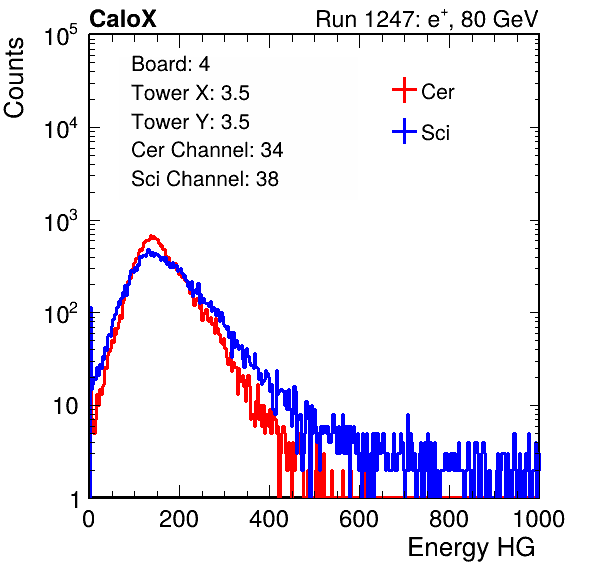 CaloX Run 1247: e⁺, 80 GeV
Counts
Board: 4
Tower X: 3.5
Tower Y: 3.5
Cer Channel: 34
Sci Channel: 38
Cer
Sci
10⁵
10⁴
10³
10²
10
1
0 200 400 600 800 1000
Energy HG